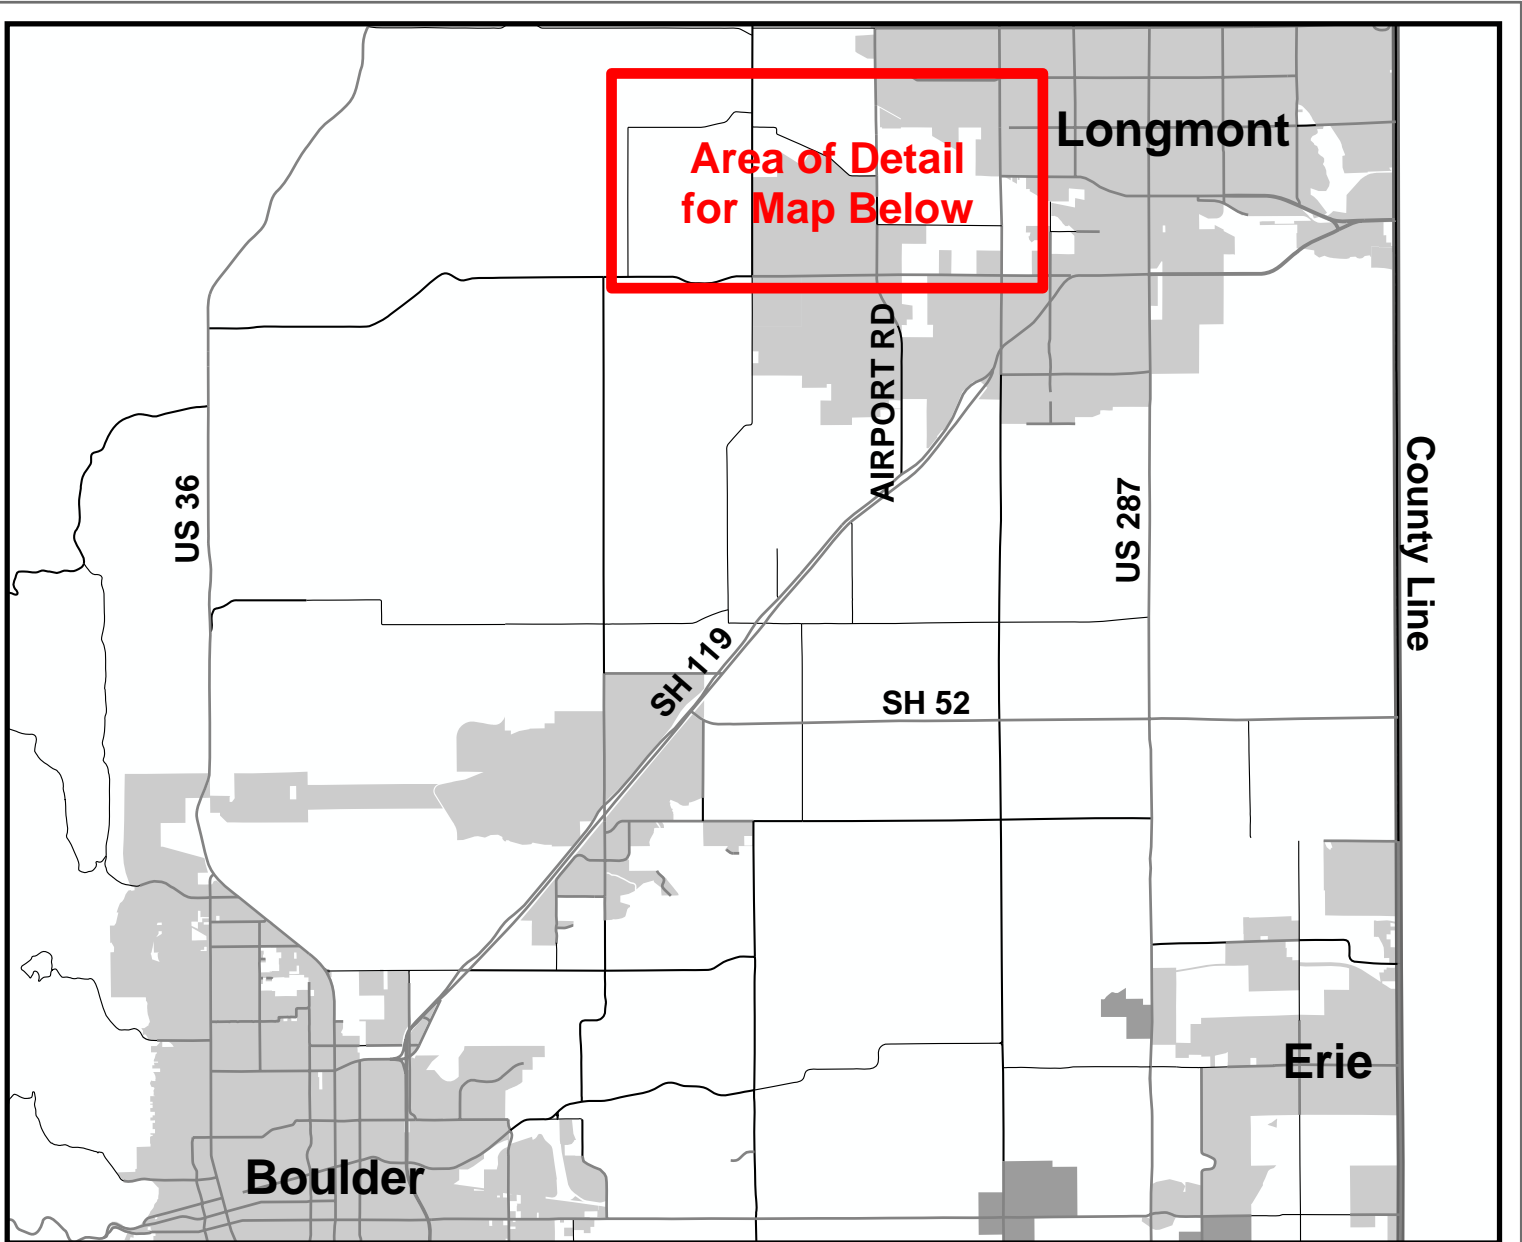 Longmont
Area of Detail
for Map Below
AIRPORT RD
US 36
US 287
County Line
SH 119
SH 52
Erie
Boulder